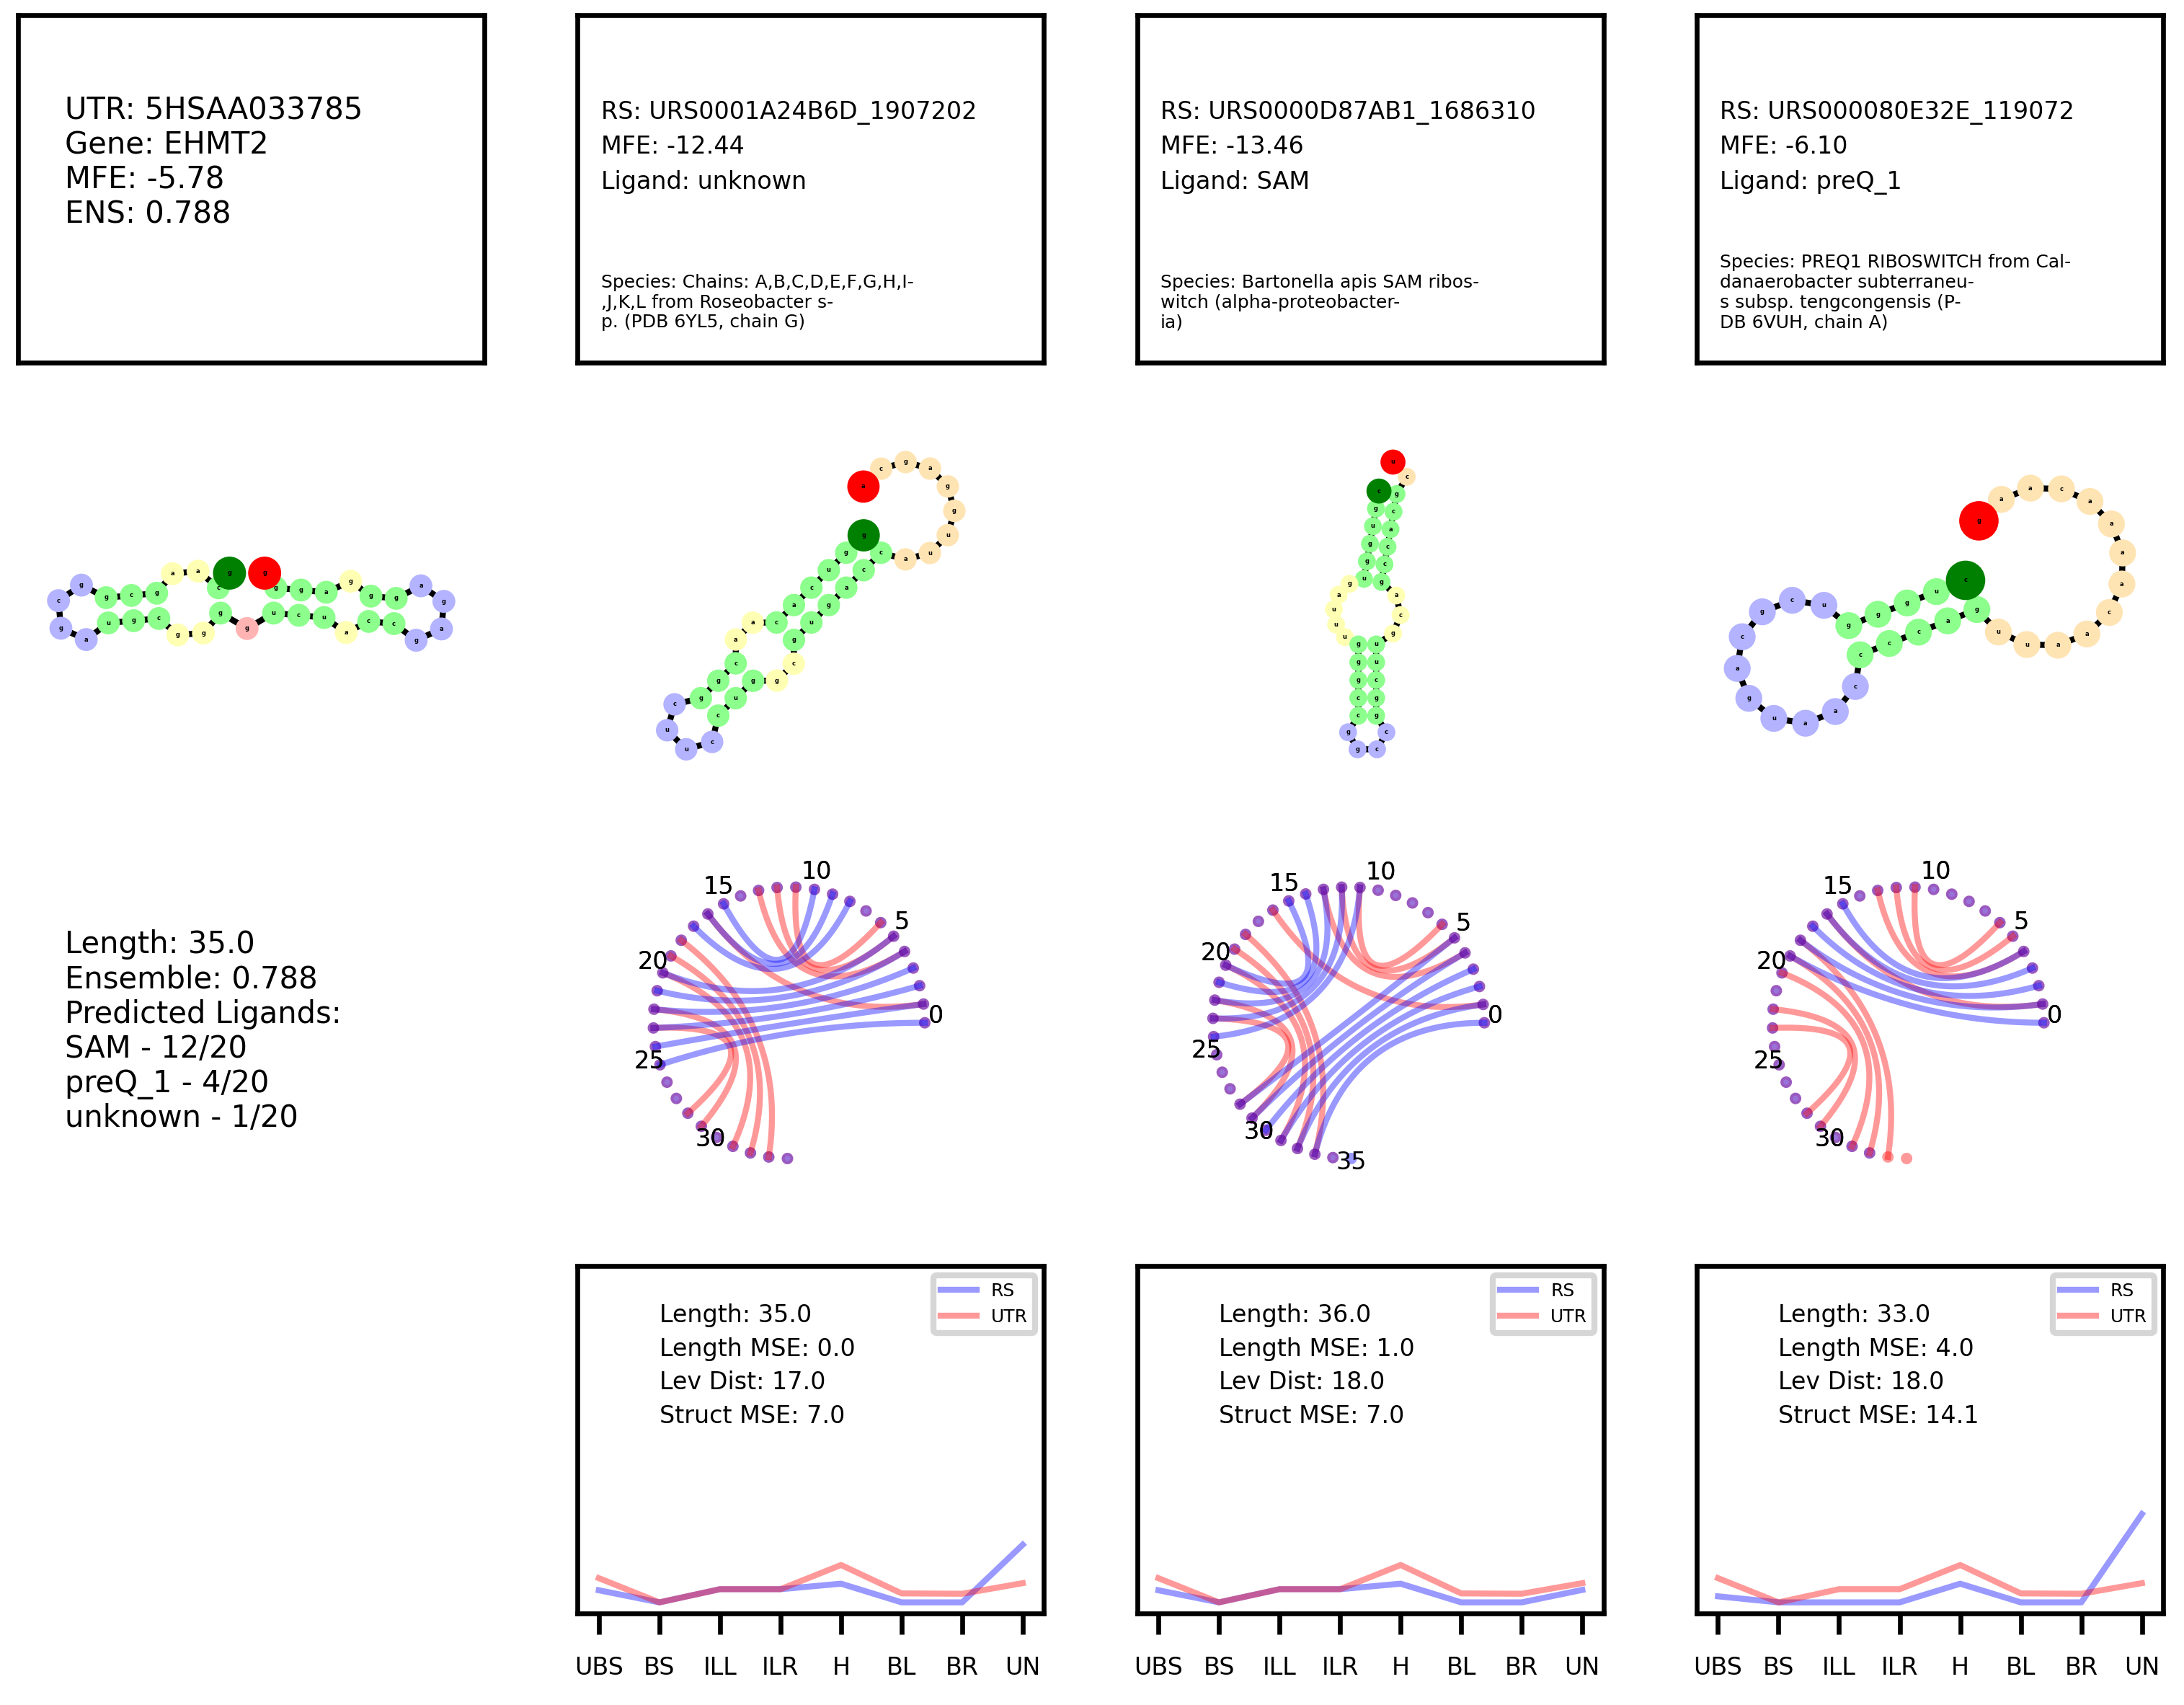 UTR: 5HSAA033785
Gene: EHMT2
MFE: -5.78
ENS: 0.788
RS: URS0001A24B6D_1907202
MFE: -12.44
Ligand: unknown
Species: Chains: A,B,C,D,E,F,G,H,I-
,J,K,L from Roseobacter s-
p. (PDB 6YL5, chain G)
RS: URS0000D87AB1_1686310
MFE: -13.46
Ligand: SAM
Species: Bartonella apis SAM ribos-
witch (alpha-proteobacter-
ia)
RS: URS000080E32E_119072
MFE: -6.10
Ligand: preQ_1
Species: PREQ1 RIBOSWITCH from Cal-
danaerobacter subterraneu-
s subsp. tengcongensis (P-
DB 6VUH, chain A)
Length: 35.0
Ensemble: 0.788
Predicted Ligands:
SAM - 12/20
preQ_1 - 4/20
unknown - 1/20
0
5
10
15
20
25
30
0
5
10
15
20
25
30
35
0
5
10
15
20
25
30
RS
UTR
Length: 35.0
Length MSE: 0.0
Lev Dist: 17.0
Struct MSE: 7.0
UBS BS ILL ILR H BL BR UN
RS
UTR
Length: 36.0
Length MSE: 1.0
Lev Dist: 18.0
Struct MSE: 7.0
UBS BS ILL ILR H BL BR UN
RS
UTR
Length: 33.0
Length MSE: 4.0
Lev Dist: 18.0
Struct MSE: 14.1
UBS BS ILL ILR H BL BR UN